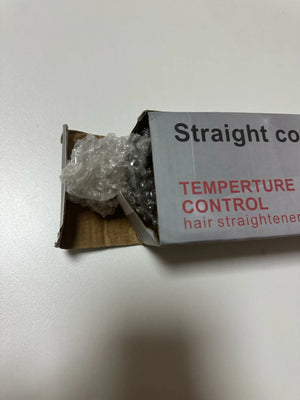 Straight co
TEMPERTURE
CONTROL
hair straightener